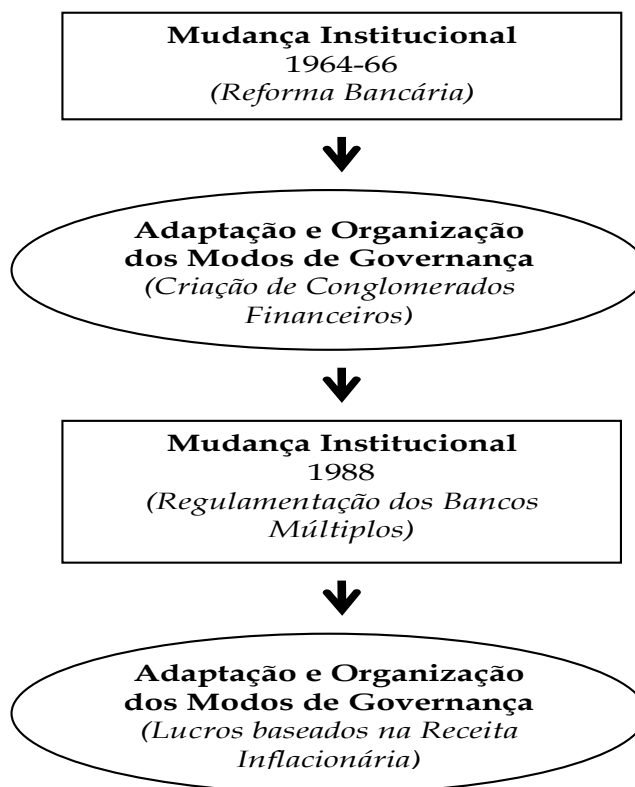 Mudança Institucional
1964-66
(Reforma Bancária)
Adaptação e Organização
dos Modos de Governança
(Criação de Conglomerados
Financeiros)
Mudança Institucional
1988
(Regulamentação dos Bancos
Múltiplos)
Adaptação e Organização
dos Modos de Governança
(Lucros baseados na Receita
Inflacionária)